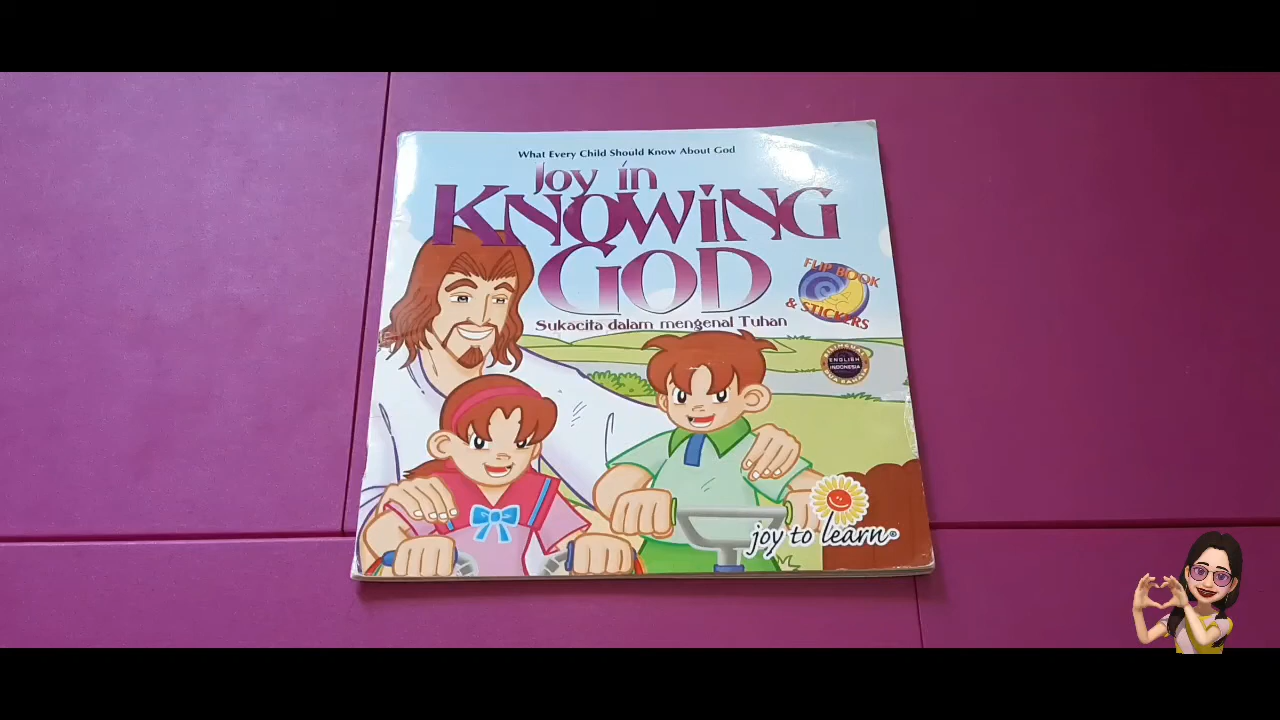 What Every Child Should Know About God
Joy in
KNOWiNG
GOD
Sukacita dalam mengenal Tuhan
FLIP BOOK
& STICKERS
ENGLISH
INDONESIA
joy to learn